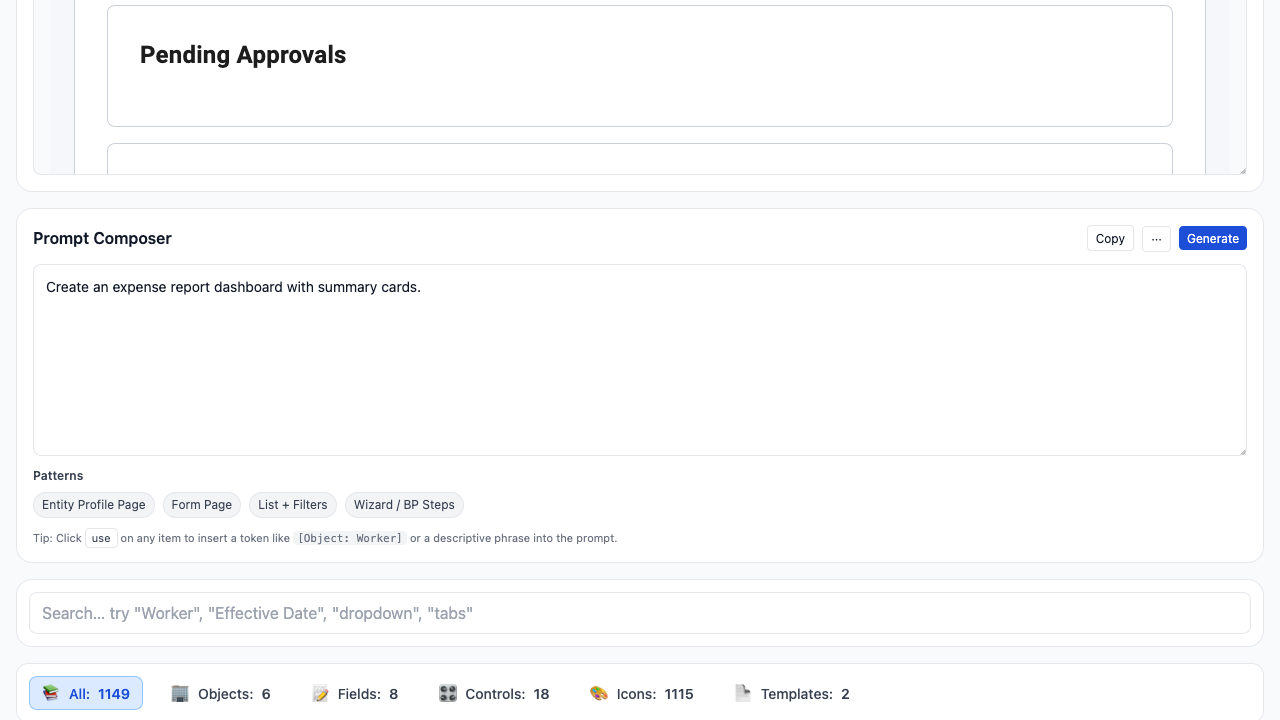 Pending Approvals
Prompt Composer
Copy
...
Generate
Create an expense report dashboard with summary cards.
Patterns
Entity Profile Page
Form Page
List + Filters
Wizard / BP Steps
Tip: Click use on any item to insert a token like [Object: Worker] or a descriptive phrase into the prompt.
Search... try "Worker", "Effective Date", "dropdown", "tabs"
All: 1149
Objects: 6
Fields: 8
Controls: 18
Icons: 1115
Templates: 2